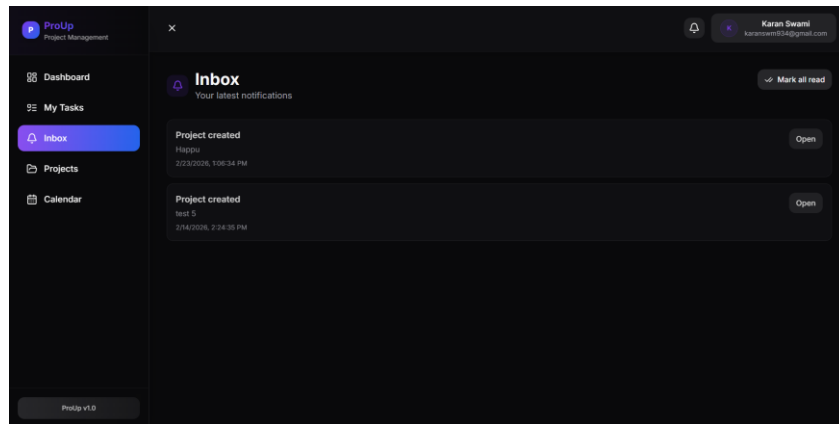 P
ProUp
Project Management
Dashboard
My Tasks
Inbox
Projects
Calendar
ProUp v1.0
K
Karan Swami
karanswm934@gmail.com
Inbox
Your latest notifications
Mark all read
Project created
Happu
2/23/2026, 1:06:34 PM
Open
Project created
test 5
2/14/2026, 2:24:35 PM
Open